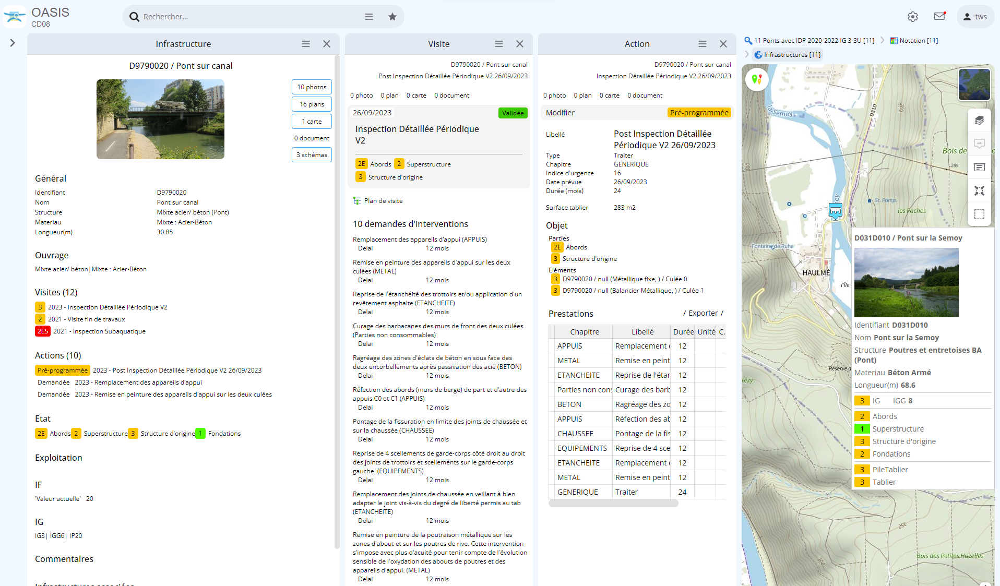 OASIS
CD08
Rechercher...
tws
Infrastructure
D9790020 / Pont sur canal
10 photos
16 plans
1 carte
0 document
3 schémas
Général
Identifiant D9790020
Nom Pont sur canal
Structure Mixte acier/ béton (Pont)
Materiau Mixte : Acier-Béton
Longueur(m) 30.85
Ouvrage
Mixte acier/ béton|Mixte : Acier-Béton
Visites (12)
3 2023 - Inspection Détaillée Périodique V2
2 2021 - Visite fin de travaux
2ES 2021 - Inspection Subaquatique
Actions (10)
Pré-programmée 2023 - Post Inspection Détaillée Périodique V2 26/09/2023
Demandée 2023 - Remplacement des appareils d'appui
Demandée 2023 - Remise en peinture des appareils d'appui sur les deux culées
Etat
2E Abords 2 Superstructure 3 Structure d'origine 1 Fondations
Exploitation
IF
'Valeur actuelle' 20
IG
IG3| IGG6| IP20
Commentaires
Infrastructures associées
Visite
D9790020 / Pont sur canal
Post Inspection Détaillée Périodique V2 26/09/2023
0 photo 0 plan 0 carte 0 document
26/09/2023 Validée
Inspection Détaillée Périodique
V2
2E Abords 2 Superstructure
3 Structure d'origine
Plan de visite
10 demandes d'interventions
Remplacement des appareils d'appui (APPUIS)
Delai 12 mois
Remise en peinture des appareils d'appui sur les deux
culées (METAL)
Delai 12 mois
Reprise de l'étanchéité des trottoirs et/ou application d'un
revêtement asphalte (ETANCHEITE)
Delai 12 mois
Curage des barbacanes des murs de front des deux culées
(Parties non consommables)
Delai 12 mois
Ragréage des zones d'éclats de béton en sous face des
deux encorbellements après passivation des acie (BETON)
Delai 12 mois
Réfection des abords (murs de berge) de part et d'autre des
appuis C0 et C1 (APPUIS)
Delai 12 mois
Pontage de la fissuration en limite des joints de chaussée et
sur la chaussée (CHAUSSEE)
Delai 12 mois
Reprise de 4 scellements de garde-corps côté droit au droit
des joints de trottoirs et scellements sur le garde-corps
gauche. (EQUIPEMENTS)
Delai 12 mois
Remplacement des joints de chaussée en veillant à bien
adapter le joint vis-à-vis du degré de liberté permis au tab
(ETANCHEITE)
Delai 12 mois
Remise en peinture de la poutraison métallique sur les
zones d'about et sur les poutres de rive. Cette intervention
s'impose avec plus d'acuité pour tenir compte de l'évolution
sensible de l'oxydation des abouts de poutres et des
appareils d'appui. (METAL)
Delai 12 mois
Action
D9790020 / Pont sur canal
Inspection Détaillée Périodique V2 26/09/2023
0 photo 0 plan 0 carte 0 document
Modifier Pré-programmée
Libellé Post Inspection Détaillée
Périodique V2 26/09/2023
Type Traiter
Chapitre GENERIQUE
Indice d'urgence 16
Date prévue 26/09/2023
Durée (mois) 24
Surface tablier 283 m2
Objet
Parties
2E Abords
3 Structure d'origine
Eléments
3 D9790020 / null (Métallique fixe, ) / Culée 0
3 D9790020 / null (Balancier Métallique, ) / Culée 1
Prestations / Exporter /
Chapitre Libellé Durée Unité C.
APPUIS Remplacement 12
METAL Remise en peint 12
ETANCHEITE Reprise de l'étar 12
Parties non cons Curage des barb 12
BETON Ragréage des zo 12
APPUIS Réfection des ab 12
CHAUSSEE Pontage de la fis 12
EQUIPEMENTS Reprise de 4 sce 12
ETANCHEITE Remplacement 12
METAL Remise en peint 12
GENERIQUE Traiter 24
11 Ponts avec IDP 2020-2022 IG 3-3U [11] Notation [11]
Infrastructures [11]
la Semoy
D31D
200
Bois de
289
300
St. Pomp.
les Faches
Fontaine de Ruha
HAULMÉ
l'Île
Réserve d
rézy
D031D010 / Pont sur la Semoy
Identifiant D031D010
Nom Pont sur la Semoy
Structure Poutres et entretoises BA
(Pont)
Materiau Béton Armé
Longueur(m) 68.6
3 IG IGG 8
2 Abords
1 Superstructure
3 Structure d'origine
2 Fondations
3 PileTablier
3 Tablier
350
300
Bois des Petites Hazelles